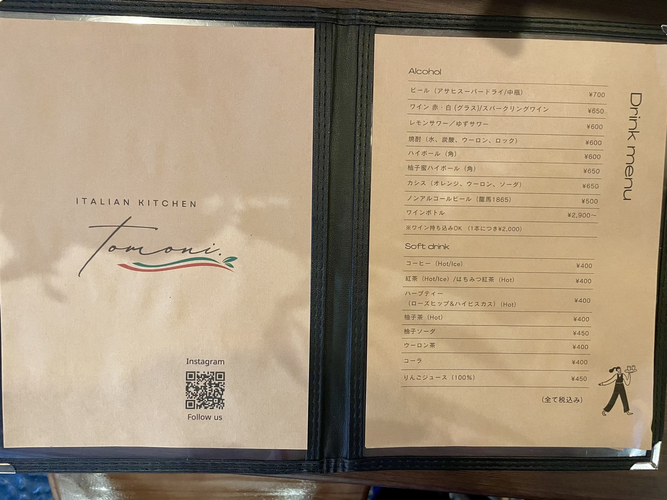 ITALIAN KITCHEN
Tomoni.
Instagram
Follow us
Drink menu
Alcohol
ビール (アサヒスーパードライ/中瓶) ¥700
ワイン 赤・白 (グラス)/スパークリングワイン ¥650
レモンサワー/ゆずサワー ¥600
焼酎 (水、炭酸、ウーロン、ロック) ¥600
ハイボール (角) ¥600
柚子蜜ハイボール (角) ¥650
カシス (オレンジ、ウーロン、ソーダ) ¥650
ノンアルコールビール (龍馬1865) ¥600
ワインボトル ¥2,900〜
※ワイン持ち込みOK (1本につき¥2,000)
Soft drink
コーヒー (Hot/Ice) ¥400
紅茶 (Hot/Ice)/はちみつ紅茶 (Hot) ¥400
ハーブティー
(ローズヒップ&ハイビスカス) (Hot) ¥400
柚子茶 (Hot) ¥400
柚子ソーダ ¥450
ウーロン茶 ¥400
コーラ ¥400
りんごジュース (100%) ¥450
(全て税込み)